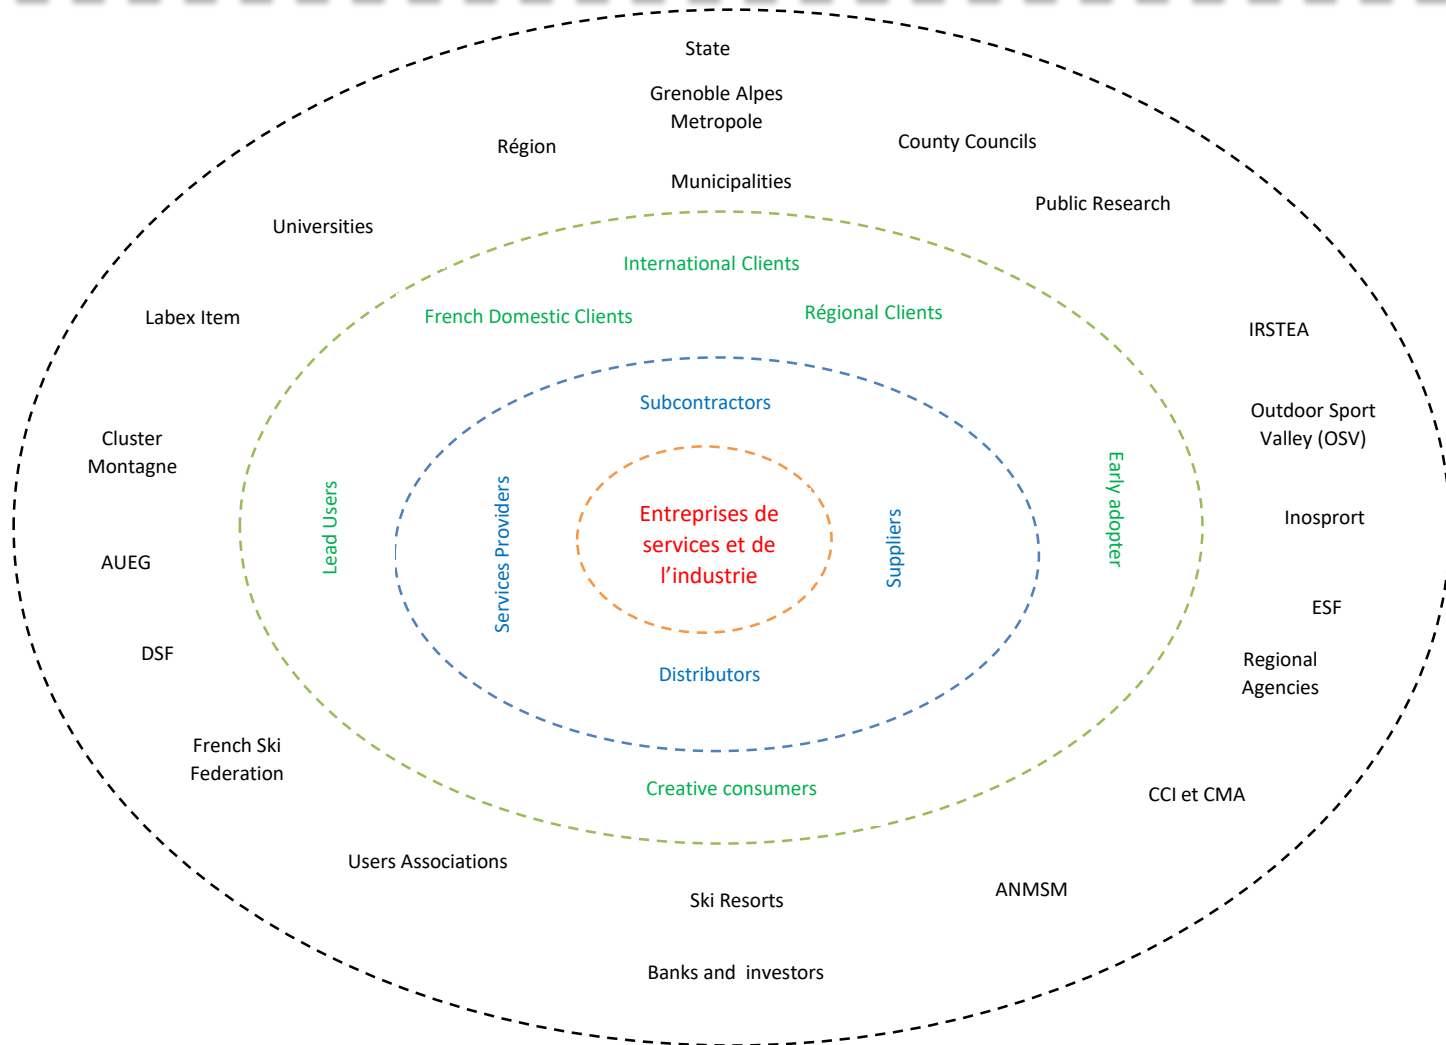 State
Grenoble Alpes
Metropole
County Councils
Région
Municipalities
Public Research
Universities
International Clients
French Domestic Clients
Régional Clients
Labex Item
IRSTEA
Subcontractors
Outdoor Sport
Valley (OSV)
Cluster
Montagne
Lead Users
Services Providers
Entreprises de
services et de
l'industrie
Suppliers
Early adopter
Inosprort
AUEG
ESF
DSF
Regional
Agencies
Distributors
French Ski
Federation
Creative consumers
CCI et CMA
Users Associations
Ski Resorts
ANMSM
Banks and investors